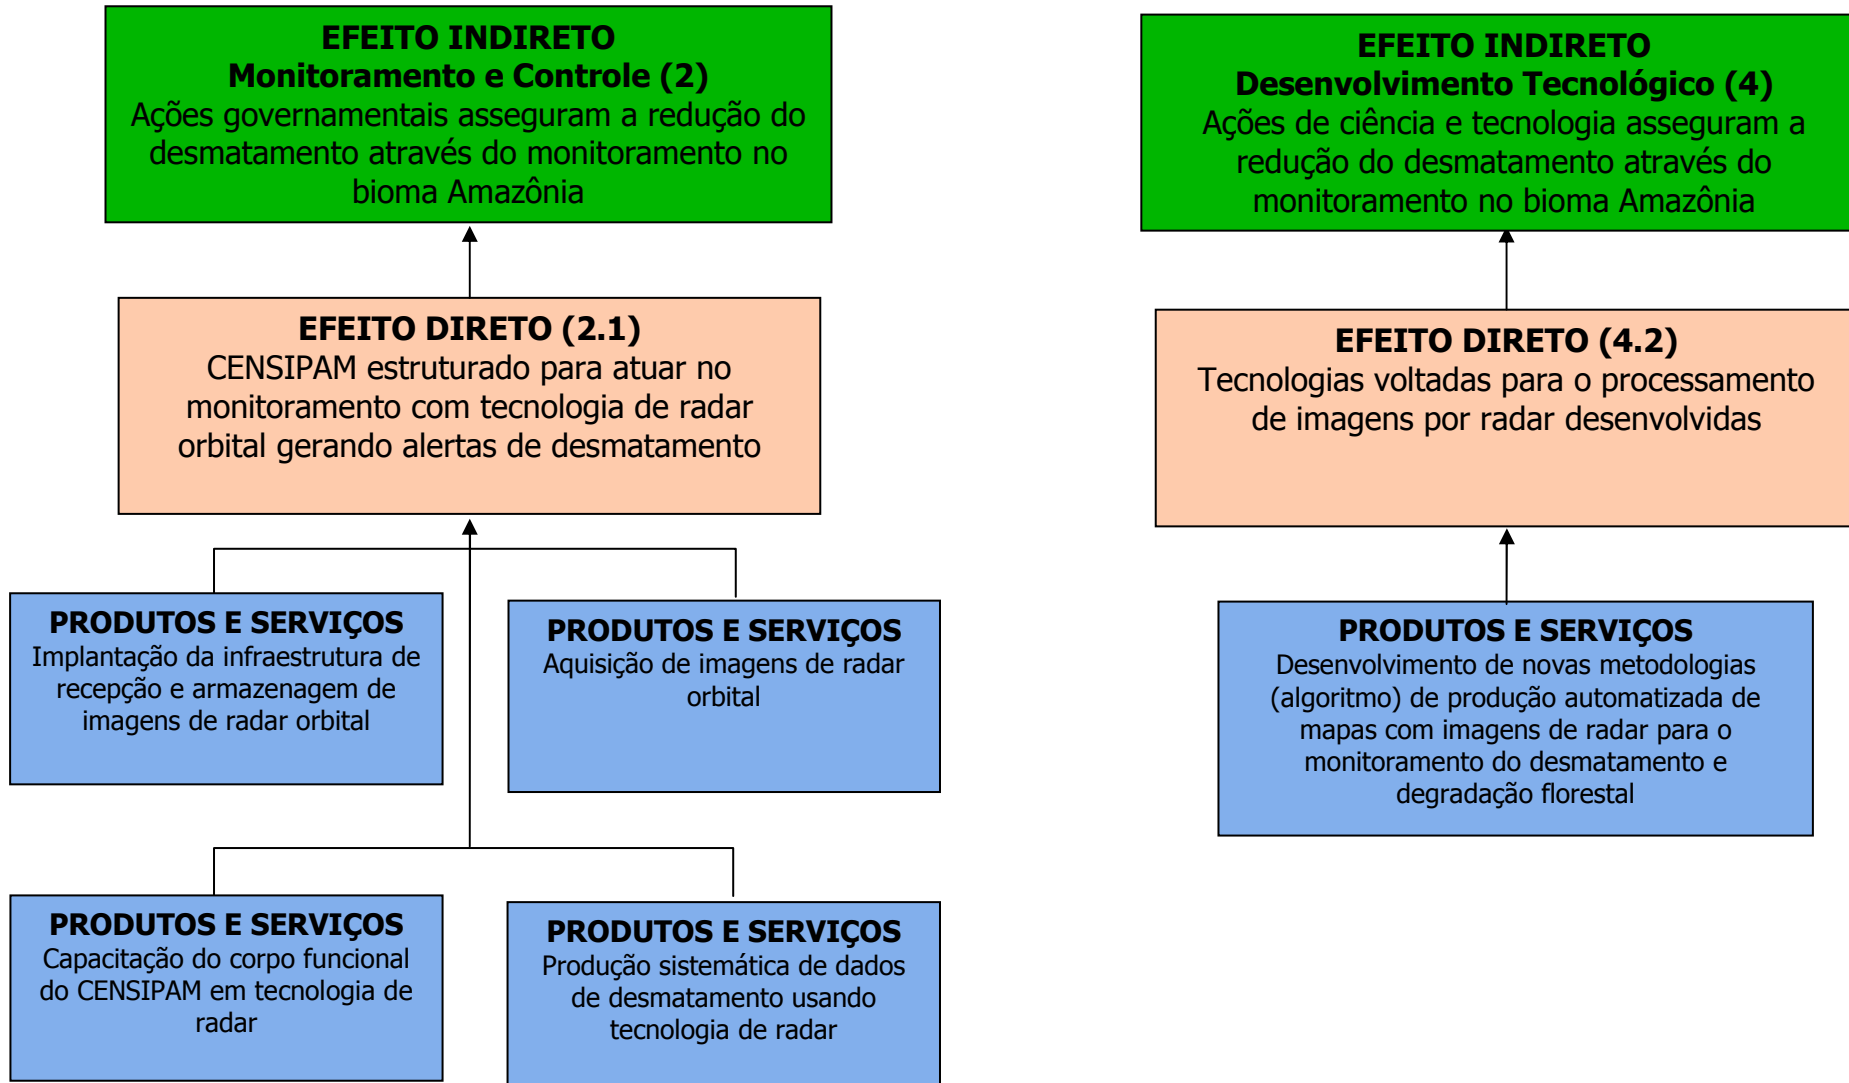 EFEITO INDIRETO
Monitoramento e Controle (2)
Ações governamentais asseguram a redução do
desmatamento através do monitoramento no
bioma Amazônia
EFEITO INDIRETO
Desenvolvimento Tecnológico (4)
Ações de ciência e tecnologia asseguram a
redução do desmatamento através do
monitoramento no bioma Amazônia
EFEITO DIRETO (2.1)
CENSIPAM estruturado para atuar no
monitoramento com tecnologia de radar
orbital gerando alertas de desmatamento
EFEITO DIRETO (4.2)
Tecnologias voltadas para o processamento
de imagens por radar desenvolvidas
PRODUTOS E SERVIÇOS
Implantação da infraestrutura de
recepção e armazenagem de
imagens de radar orbital
PRODUTOS E SERVIÇOS
Aquisição de imagens de radar
orbital
PRODUTOS E SERVIÇOS
Desenvolvimento de novas metodologias
(algoritmo) de produção automatizada de
mapas com imagens de radar para o
monitoramento do desmatamento e
degradação florestal
PRODUTOS E SERVIÇOS
Capacitação do corpo funcional
do CENSIPAM em tecnologia de
radar
PRODUTOS E SERVIÇOS
Produção sistemática de dados
de desmatamento usando
tecnologia de radar